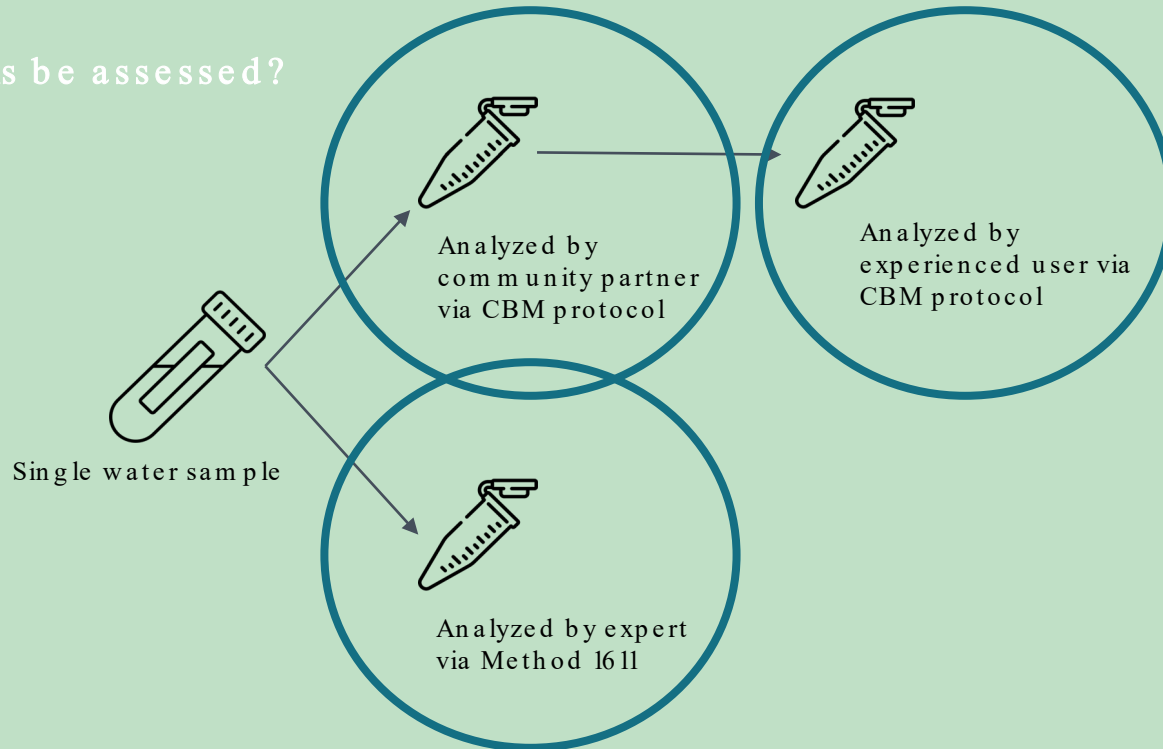 s be assessed?
Analyzed by
community partner
via CBM protocol
Analyzed by
experienced user via
CBM protocol
Single water sample
Analyzed by expert
via Method 1611